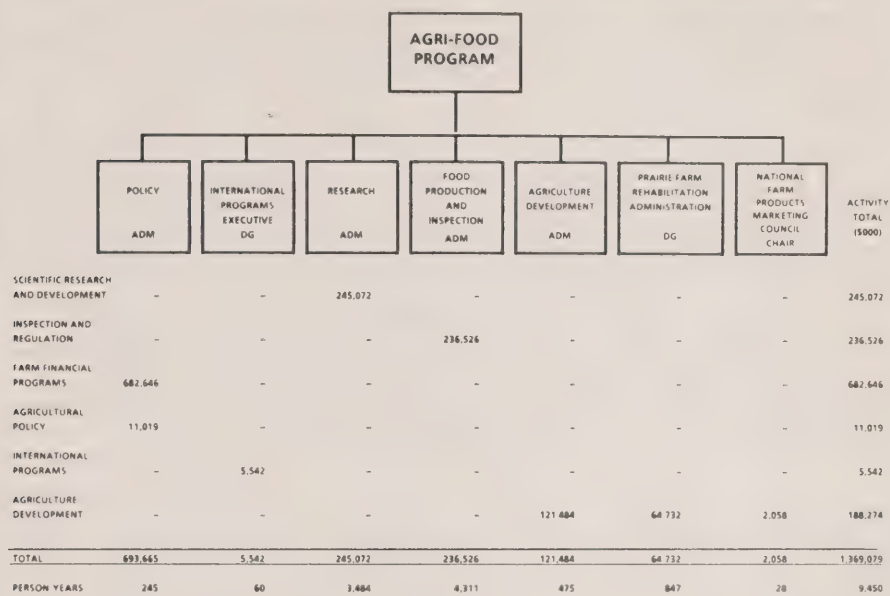 AGRI-FOOD
PROGRAM
POLICY
ADM
INTERNATIONAL
PROGRAMS
EXECUTIVE
DG
RESEARCH
ADM
FOOD
PRODUCTION
AND
INSPECTION
ADM
AGRICULTURE
DEVELOPMENT
ADM
PRAIRIE FARM
REHABILITATION
ADMINISTRATION
DG
NATIONAL
FARM
PRODUCTS
MARKETING
COUNCIL
CHAIR
ACTIVITY
TOTAL
($000)
SCIENTIFIC RESEARCH
AND DEVELOPMENT – – 245,072 – – – – 245,072
INSPECTION AND
REGULATION – – – 236,526 – – – 236,526
FARM FINANCIAL
PROGRAMS 682,646 – – – – – – 682,646
AGRICULTURAL
POLICY 11,019 – – – – – – 11,019
INTERNATIONAL
PROGRAMS – 5,542 – – – – – 5,542
AGRICULTURE
DEVELOPMENT – – – – 121 484 64 732 2,058 188,274
TOTAL 693,665 5,542 245,072 236,526 121,484 64 732 2,058 1,369,079
PERSON YEARS 245 60 3,484 4,311 475 847 28 9,450